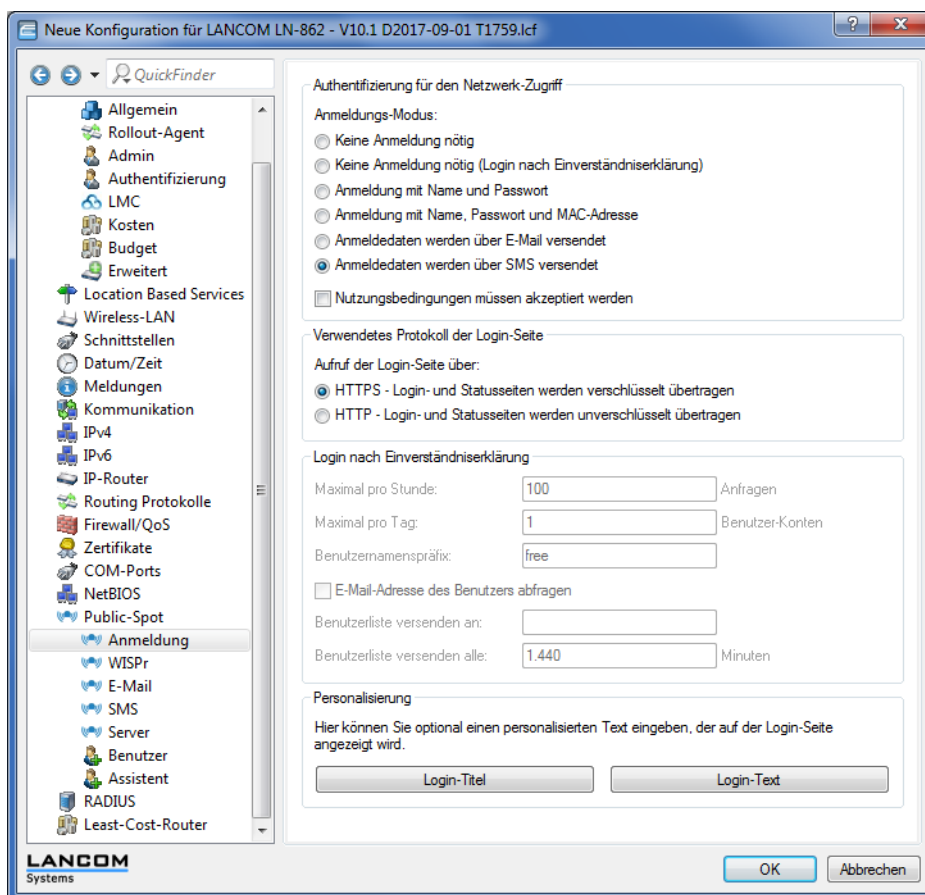 Neue Konfiguration für LANCOM LN-862 - V10.1 D2017-09-01 T1759.lcf
QuickFinder
Allgemein
Rollout-Agent
Admin
Authentifizierung
LMC
Kosten
Budget
Erweitert
Location Based Services
Wireless-LAN
Schnittstellen
Datum/Zeit
Meldungen
Kommunikation
IPv4
IPv6
IP-Router
Routing Protokolle
Firewall/QoS
Zertifikate
COM-Ports
NetBIOS
Public-Spot
Anmeldung
WISPr
E-Mail
SMS
Server
Benutzer
Assistent
RADIUS
Least-Cost-Router
Authentifizierung für den Netzwerk-Zugriff
Anmeldungs-Modus:
Keine Anmeldung nötig
Keine Anmeldung nötig (Login nach Einverständniserklärung)
Anmeldung mit Name und Passwort
Anmeldung mit Name, Passwort und MAC-Adresse
Anmeldedaten werden über E-Mail versendet
Anmeldedaten werden über SMS versendet
Nutzungsbedingungen müssen akzeptiert werden
Verwendetes Protokoll der Login-Seite
Aufruf der Login-Seite über:
HTTPS - Login- und Statusseiten werden verschlüsselt übertragen
HTTP - Login- und Statusseiten werden unverschlüsselt übertragen
Login nach Einverständniserklärung
Maximal pro Stunde: 100 Anfragen
Maximal pro Tag: 1 Benutzer-Konten
Benutzernamenspräfix: free
E-Mail-Adresse des Benutzers abfragen
Benutzerliste versenden an:
Benutzerliste versenden alle: 1.440 Minuten
Personalisierung
Hier können Sie optional einen personalisierten Text eingeben, der auf der Login-Seite
angezeigt wird.
Login-Titel Login-Text
LANCOM
Systems
OK Abbrechen